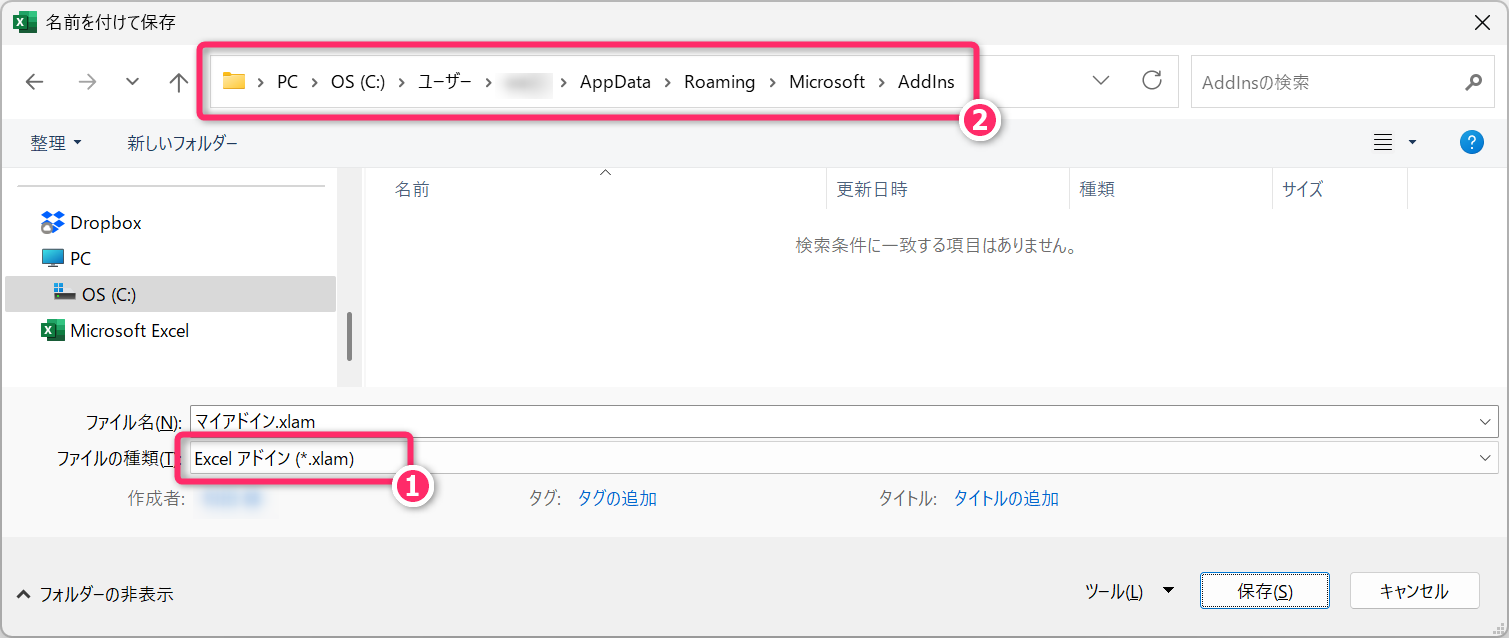 名前を付けて保存
PC > OS (C:) > ユーザー > > AppData > Roaming > Microsoft > AddIns
AddInsの検索
2
整理
新しいフォルダー
?
名前
更新日時
種類
サイズ
検索条件に一致する項目はありません。
Dropbox
PC
OS (C:)
Microsoft Excel
ファイル名(N): マイアドイン.xlam
ファイルの種類(T): Excel アドイン (*.xlam)
1
作成者:
タグ: タグの追加
タイトル: タイトルの追加
フォルダーの非表示
ツール(L)
保存(S)
キャンセル